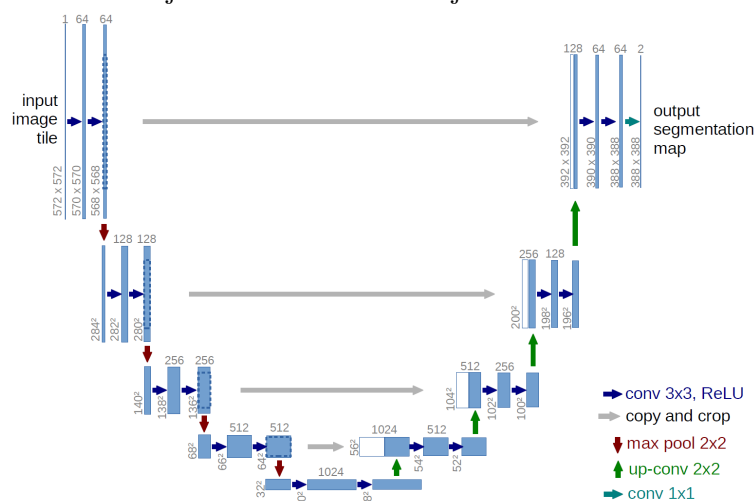 1 64 64
128 64 64 2
input
image
tile
output
segmentation
map
572 x 572
570 x 570
568 x 568
392 x 392
390 x 390
388 x 388
388 x 388
128 128
256 128
284²
282²
280²
200²
198²
196²
256 256
512 256
140²
138²
136²
104²
102²
100²
512 512
1024 512
68²
66²
64²
56²
54²
52²
1024
32²
conv 3x3, ReLU
copy and crop
max pool 2x2
up-conv 2x2
conv 1x1